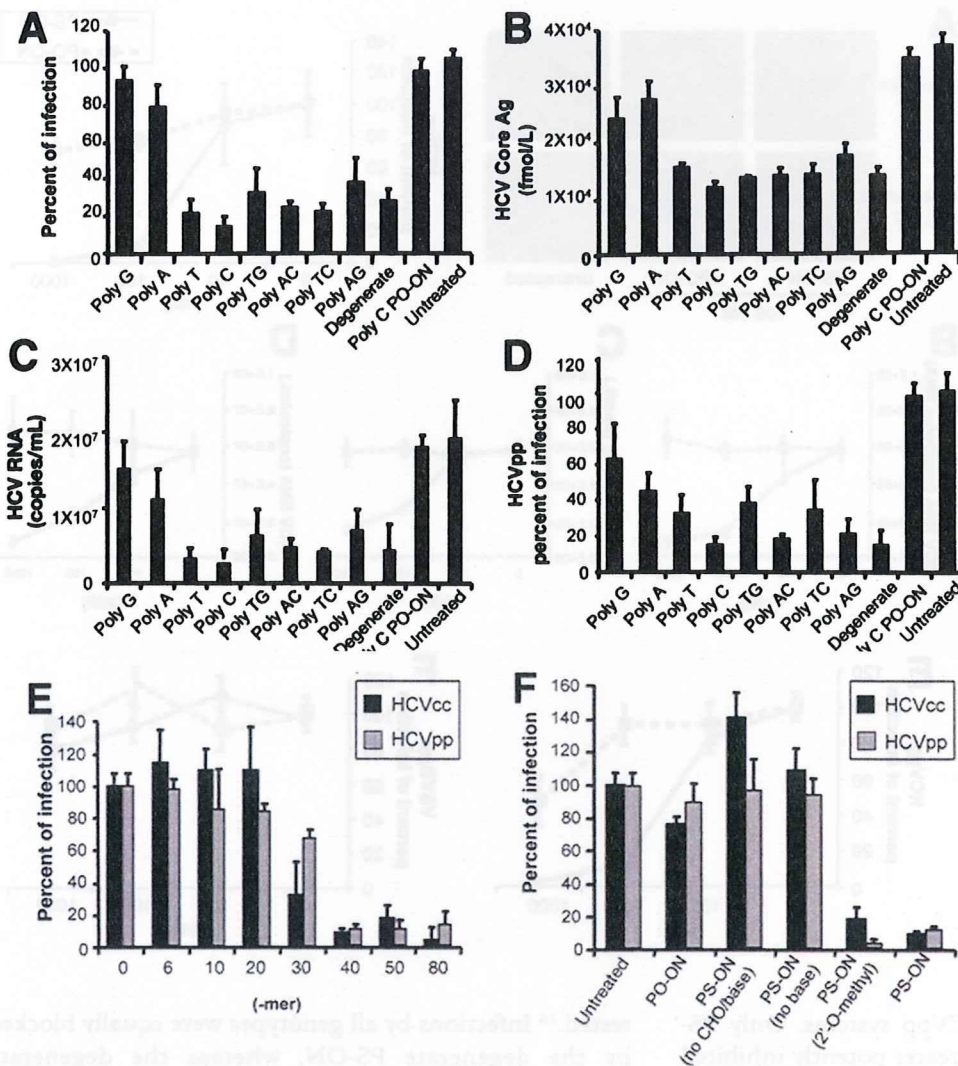 A
Percent of infection
120
100
80
60
40
20
0
Poly G
Poly A
Poly T
Poly C
Poly TG
Poly AC
Poly TC
Poly AG
Degenerate
Poly C PO-ON
Untreated
B
HCV Core Ag
(fmol/L)
4X10⁴
3X10⁴
2X10⁴
1X10⁴
0
Poly G
Poly A
Poly T
Poly C
Poly TG
Poly AC
Poly TC
Poly AG
Degenerate
Poly C PO-ON
Untreated
C
HCV RNA
(copies/mL)
3X10⁷
2X10⁷
1X10⁷
0
Poly G
Poly A
Poly T
Poly C
Poly TG
Poly AC
Poly TC
Poly AG
Degenerate
y C PO-ON
Untreated
D
HCVpp
percent of infection
120
100
80
60
40
20
0
Poly G
Poly A
Poly T
Poly C
Poly TG
Poly AC
Poly TC
Poly AG
Degenerate
ly C PO-ON
Untreated
E
HCVcc
HCVpp
Percent of infection
140
120
100
80
60
40
20
0
0 6 10 20 30 40 50 80
(-mer)
F
HCVcc
HCVpp
Percent of infection
160
140
120
100
80
60
40
20
0
Untreated
PO-ON
PS-ON
(no CHO/base)
PS-ON
(no base)
PS-ON
(2'-O-methyl)
PS-ON